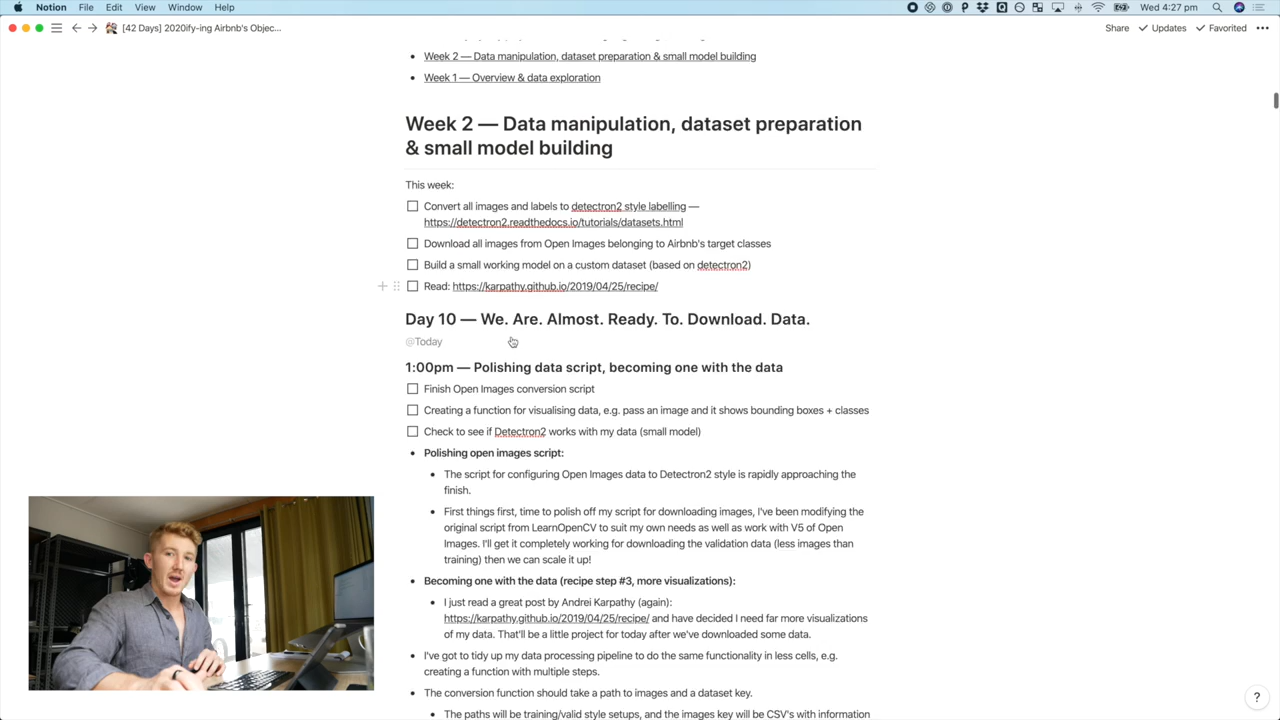 Notion File Edit View Window Help
Wed 4:27 pm
[42 Days] 2020ify-ing Airbnb's Objec...
Share Updates Favorited
Week 2 — Data manipulation, dataset preparation & small model building
Week 1 — Overview & data exploration
Week 2 — Data manipulation, dataset preparation
& small model building
This week:
Convert all images and labels to detectron2 style labelling —
https://detectron2.readthedocs.io/tutorials/datasets.html
Download all images from Open Images belonging to Airbnb's target classes
Build a small working model on a custom dataset (based on detectron2)
Read: https://karpathy.github.io/2019/04/25/recipe/
Day 10 — We. Are. Almost. Ready. To. Download. Data.
@Today
1:00pm — Polishing data script, becoming one with the data
Finish Open Images conversion script
Creating a function for visualising data, e.g. pass an image and it shows bounding boxes + classes
Check to see if Detectron2 works with my data (small model)
Polishing open images script:
The script for configuring Open Images data to Detectron2 style is rapidly approaching the
finish.
First things first, time to polish off my script for downloading images, I've been modifying the
original script from LearnOpenCV to suit my own needs as well as work with V5 of Open
Images. I'll get it completely working for downloading the validation data (less images than
training) then we can scale it up!
Becoming one with the data (recipe step #3, more visualizations):
I just read a great post by Andrei Karpathy (again):
https://karpathy.github.io/2019/04/25/recipe/ and have decided I need far more visualizations
of my data. That'll be a little project for today after we've downloaded some data.
I've got to tidy up my data processing pipeline to do the same functionality in less cells, e.g.
creating a function with multiple steps.
The conversion function should take a path to images and a dataset key.
The paths will be training/valid style setups, and the images key will be CSV's with information
?